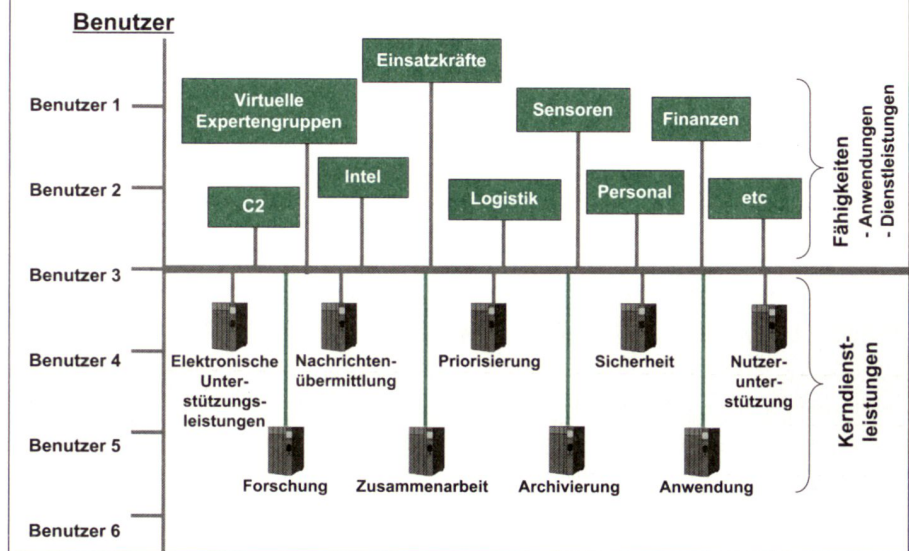 Benutzer
Benutzer 1
Benutzer 2
Benutzer 3
Benutzer 4
Benutzer 5
Benutzer 6
Einsatzkräfte
Virtuelle
Expertengruppen
Sensoren
Finanzen
Intel
C2
Logistik
Personal
etc
Fähigkeiten
- Anwendungen
- Dienstleistungen
Elektronische
Unter-
stützungs-
leistungen
Nachrichten-
übermittlung
Priorisierung
Sicherheit
Nutzer-
unter-
stützung
Forschung
Zusammenarbeit
Archivierung
Anwendung
Kerndienst-
leistungen